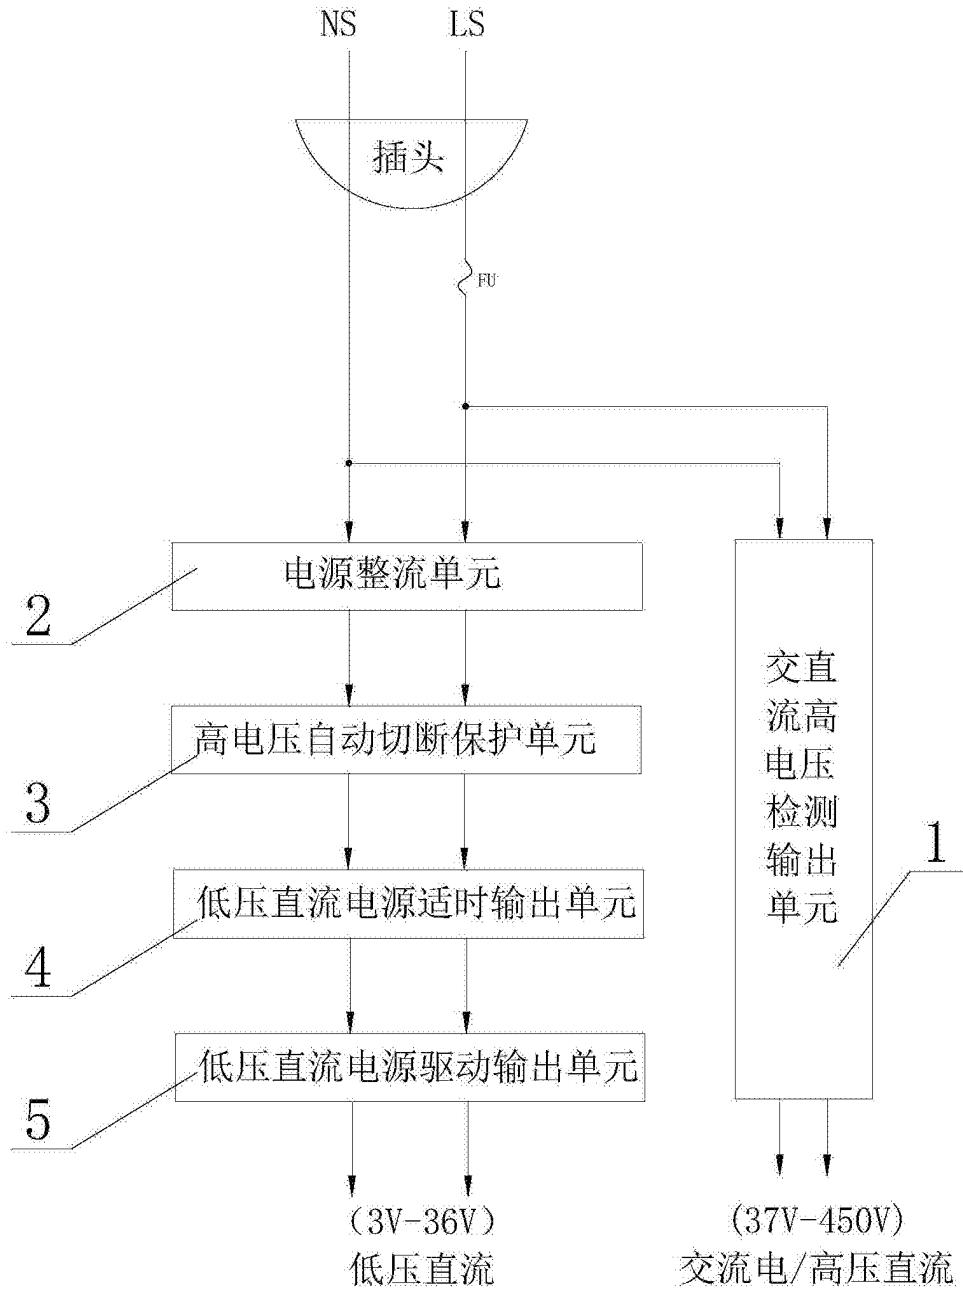 NS
LS
插头
FU
电源整流单元
2
高电压自动切断保护单元
3
低压直流电源适时输出单元
4
低压直流电源驱动输出单元
5
交直
流高
电压
检测
输出
单元
1
(3V-36V)
低压直流
(37V-450V)
交流电/高压直流